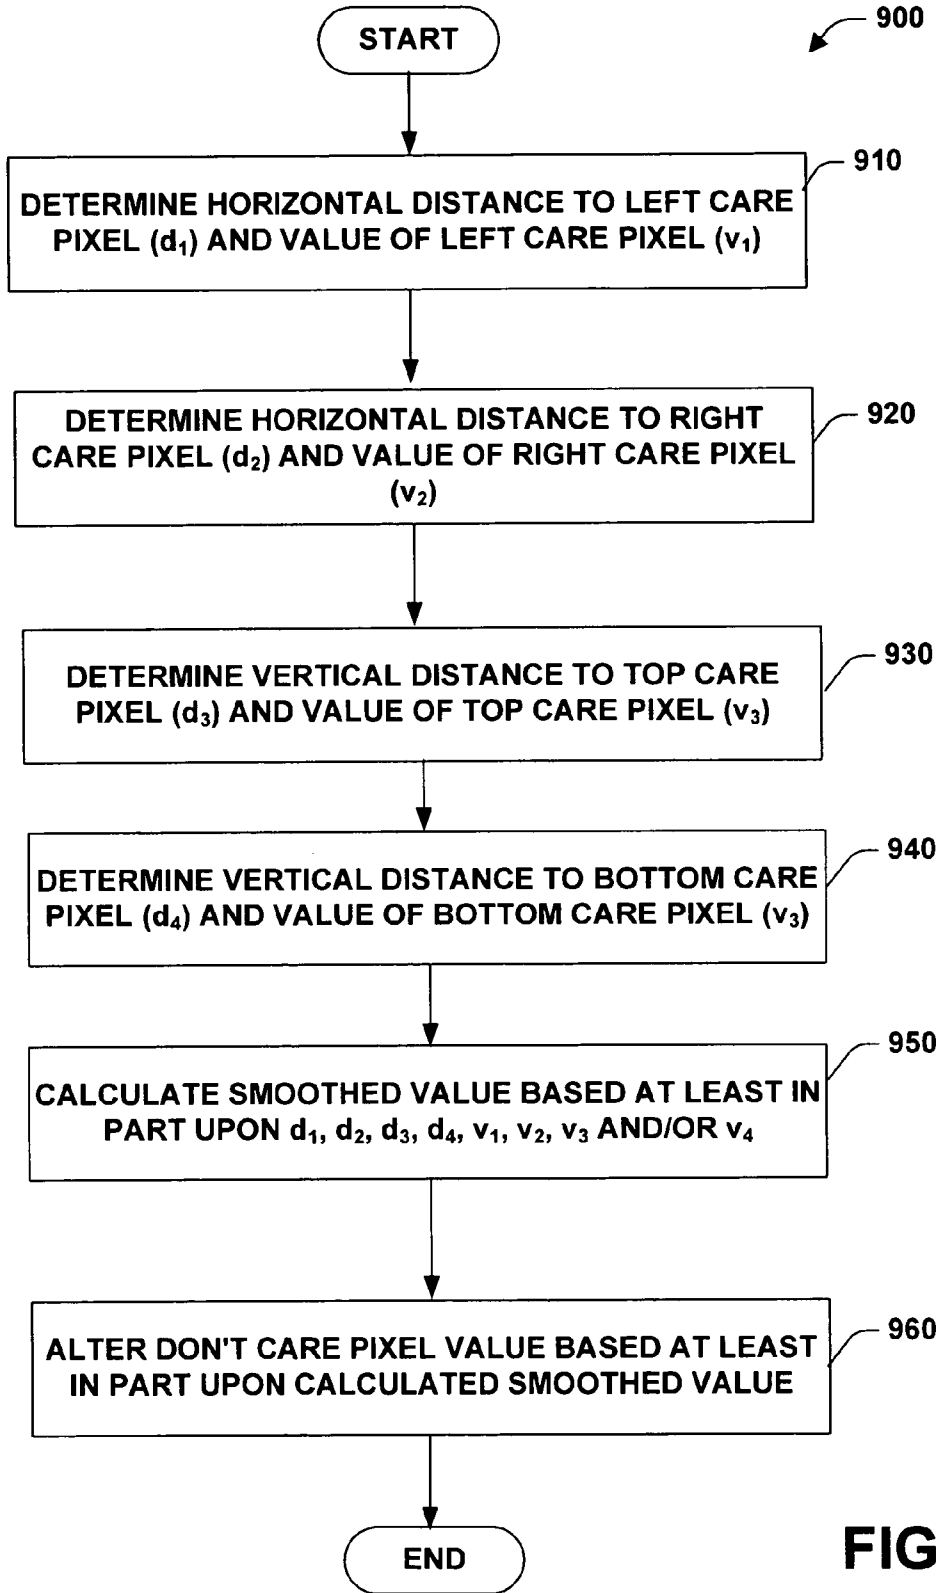 START
900
910
DETERMINE HORIZONTAL DISTANCE TO LEFT CARE
PIXEL (d₁) AND VALUE OF LEFT CARE PIXEL (v₁)
920
DETERMINE HORIZONTAL DISTANCE TO RIGHT
CARE PIXEL (d₂) AND VALUE OF RIGHT CARE PIXEL
(v₂)
930
DETERMINE VERTICAL DISTANCE TO TOP CARE
PIXEL (d₃) AND VALUE OF TOP CARE PIXEL (v₃)
940
DETERMINE VERTICAL DISTANCE TO BOTTOM CARE
PIXEL (d₄) AND VALUE OF BOTTOM CARE PIXEL (v₃)
950
CALCULATE SMOOTHED VALUE BASED AT LEAST IN
PART UPON d₁, d₂, d₃, d₄, v₁, v₂, v₃ AND/OR v₄
960
ALTER DON'T CARE PIXEL VALUE BASED AT LEAST
IN PART UPON CALCULATED SMOOTHED VALUE
END
FIG